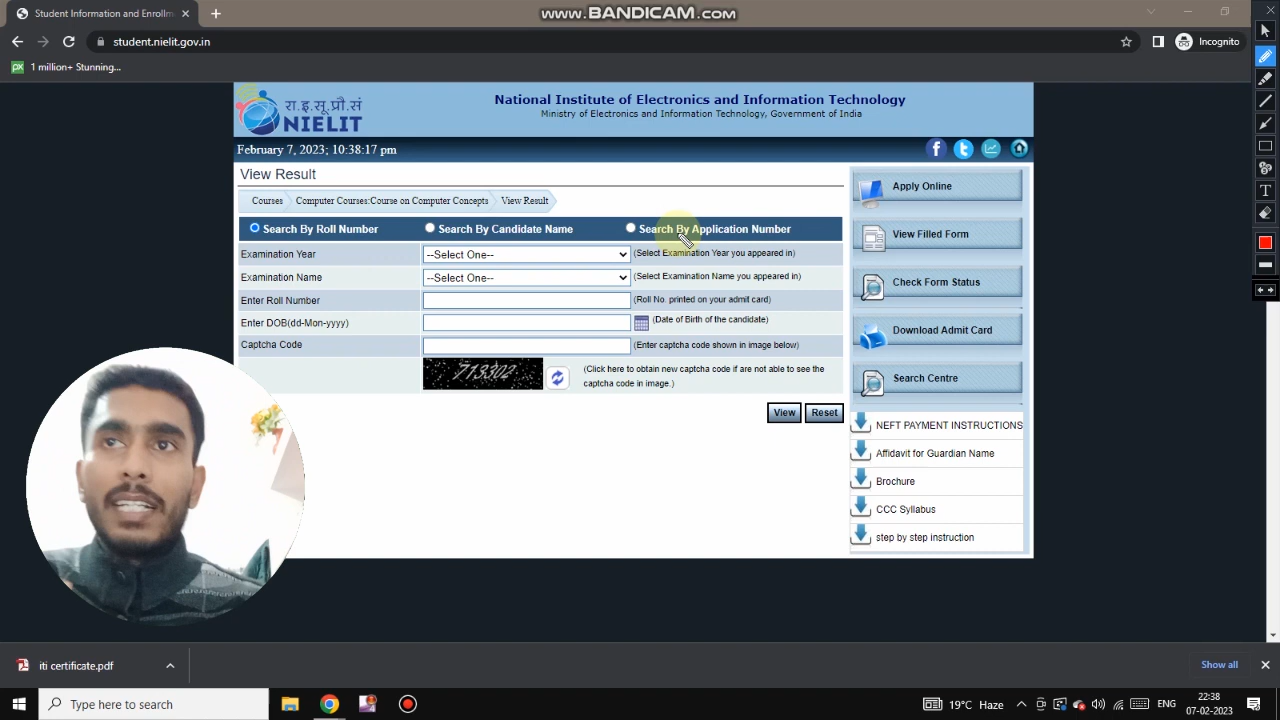 Student Information and Enrollm
www.BANDICAM.com
student.nielit.gov.in
Incognito
px 1 million+ Stunning...
रा.इ.सू.प्रौ.सं
NIELIT
National Institute of Electronics and Information Technology
Ministry of Electronics and Information Technology, Government of India
February 7, 2023; 10:38:17 pm
View Result
Courses Computer Courses:Course on Computer Concepts View Result
Search By Roll Number Search By Candidate Name Search By Application Number
Examination Year --Select One-- (Select Examination Year you appeared in)
Examination Name --Select One-- (Select Examination Name you appeared in)
Enter Roll Number (Roll No. printed on your admit card)
Enter DOB(dd-Mon-yyyy) (Date of Birth of the candidate)
Captcha Code (Enter captcha code shown in image below)
713302 (Click here to obtain new captcha code if are not able to see the
captcha code in image.)
View Reset
Apply Online
View Filled Form
Check Form Status
Download Admit Card
Search Centre
NEFT PAYMENT INSTRUCTIONS
Affidavit for Guardian Name
Brochure
CCC Syllabus
step by step instruction
iti certificate.pdf
Show all
Type here to search
19°C Haze
ENG
22:38
07-02-2023